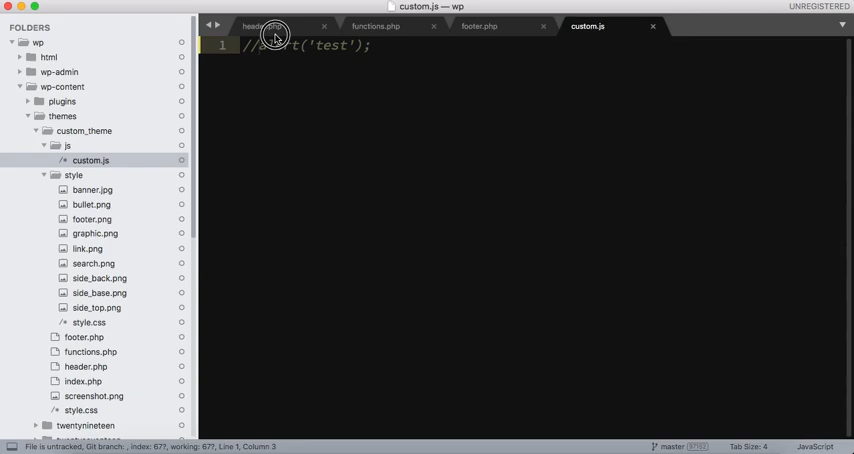 custom.js — wp
UNREGISTERED
FOLDERS
wp
html
wp-admin
wp-content
plugins
themes
custom_theme
js
/* custom.js
style
banner.jpg
bullet.png
footer.png
graphic.png
link.png
search.png
side_back.png
side_base.png
side_top.png
/* style.css
footer.php
functions.php
header.php
index.php
screenshot.png
/* style.css
twentynineteen
header.php
functions.php
footer.php
custom.js
1 //alert('test');
File is untracked, Git branch: , index: 67?, working: 67?, Line 1, Column 3
master 97152
Tab Size: 4
JavaScript